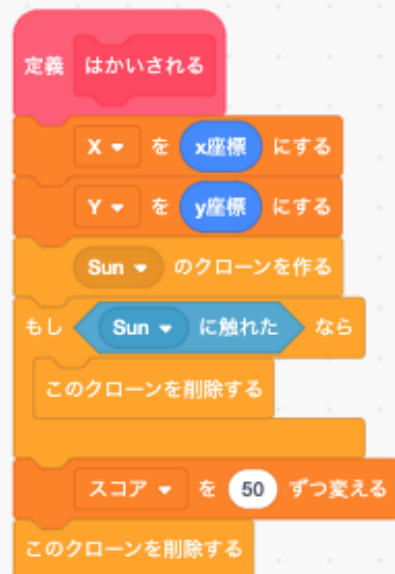 定義 はかいされる
X を x座標 にする
Y を y座標 にする
Sun のクローンを作る
もし Sun に触れた なら
このクローンを削除する
スコア を 50 ずつ変える
このクローンを削除する